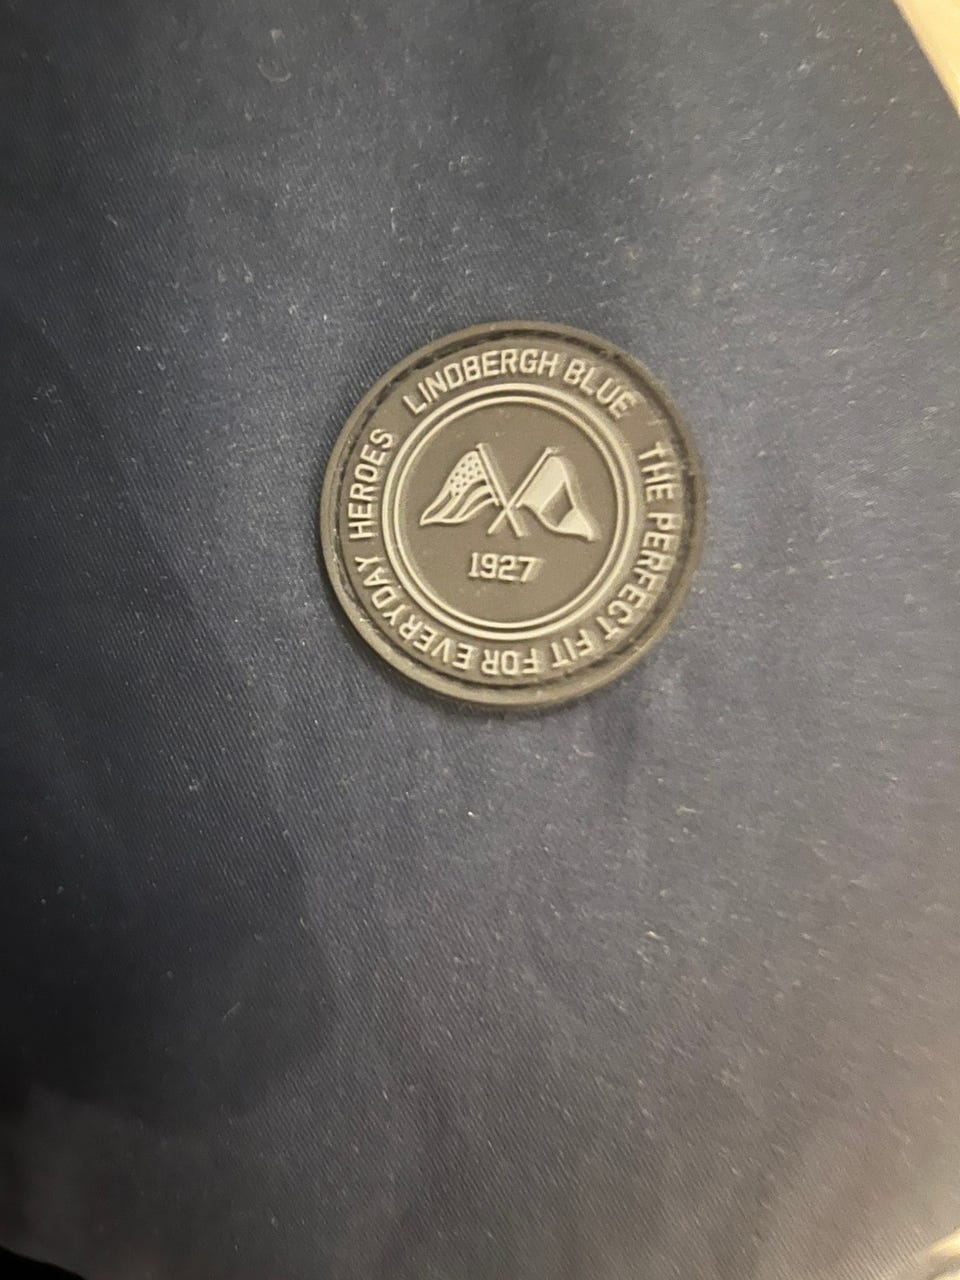 LINDBERGH BLUE
THE PERFECT FIT FOR EVERYDAY HEROES
1927